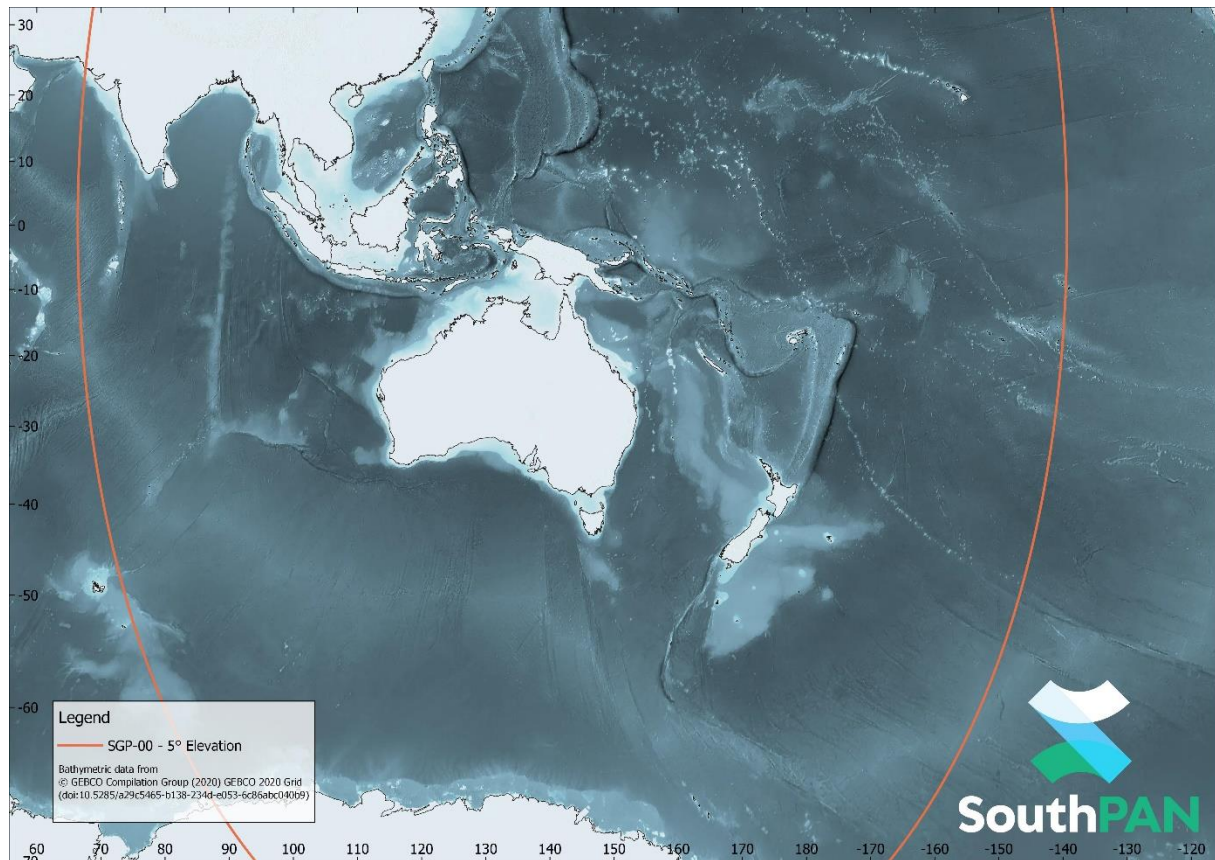 30
20
10
0
-10
-20
-30
-40
-50
-60
-70
Legend
SGP-00 - 5° Elevation
Bathymetric data from
© GEBCO Compilation Group (2020) GEBCO 2020 Grid
(doi:10.5285/a29c5465-b138-234d-e053-6c86abc040b9)
SouthPAN
60 70 80 90 100 110 120 130 140 150 160 170 180 -170 -160 -150 -140 -130 -120